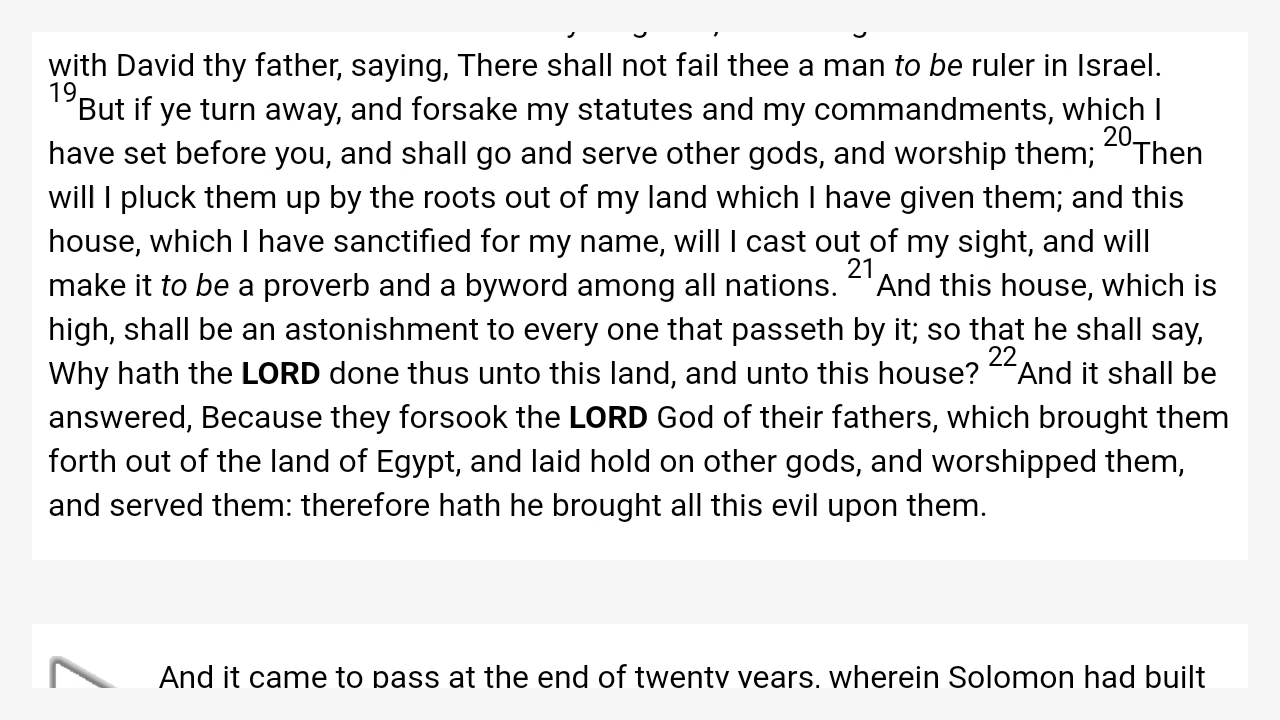 with David thy father, saying, There shall not fail thee a man to be ruler in Israel.
19But if ye turn away, and forsake my statutes and my commandments, which I
have set before you, and shall go and serve other gods, and worship them; 20Then
will I pluck them up by the roots out of my land which I have given them; and this
house, which I have sanctified for my name, will I cast out of my sight, and will
make it to be a proverb and a byword among all nations. 21And this house, which is
high, shall be an astonishment to every one that passeth by it; so that he shall say,
Why hath the LORD done thus unto this land, and unto this house? 22And it shall be
answered, Because they forsook the LORD God of their fathers, which brought them
forth out of the land of Egypt, and laid hold on other gods, and worshipped them,
and served them: therefore hath he brought all this evil upon them.
And it came to pass at the end of twenty years, wherein Solomon had built